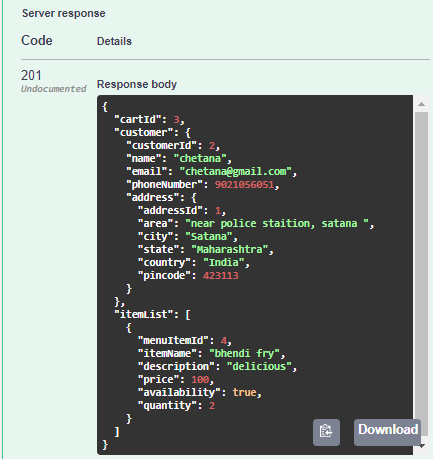 Server response
Code Details
201
Undocumented
Response body
{
  "cartId": 3,
  "customer": {
    "customerId": 2,
    "name": "chetana",
    "email": "chetana@gmail.com",
    "phoneNumber": 9021056051,
    "address": {
      "addressId": 1,
      "area": "near police staition, satana ",
      "city": "Satana",
      "state": "Maharashtra",
      "country": "India",
      "pincode": 423113
    }
  },
  "itemList": [
    {
      "menuItemId": 4,
      "itemName": "bhendi fry",
      "description": "delicious",
      "price": 100,
      "availability": true,
      "quantity": 2
    }
  ]
}
Download